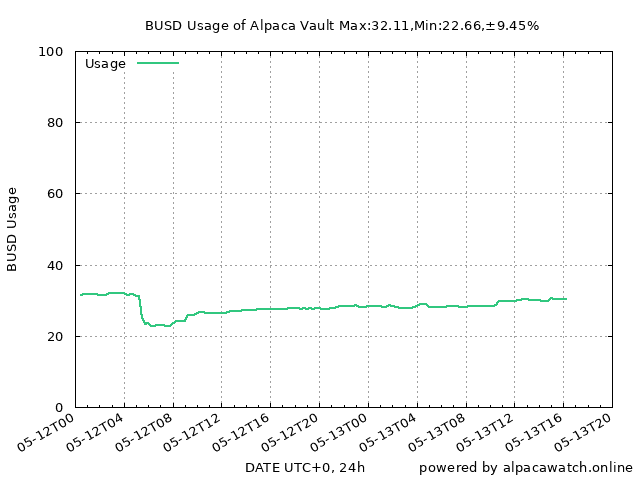 BUSD Usage of Alpaca Vault Max:32.11,Min:22.66,±9.45%
Usage
BUSD Usage
100
80
60
40
20
0
05-12T00 05-12T04 05-12T08 05-12T12 05-12T16 05-12T20 05-13T00 05-13T04 05-13T08 05-13T12 05-13T16 05-13T20
DATE UTC+0, 24h powered by alpacawatch.online